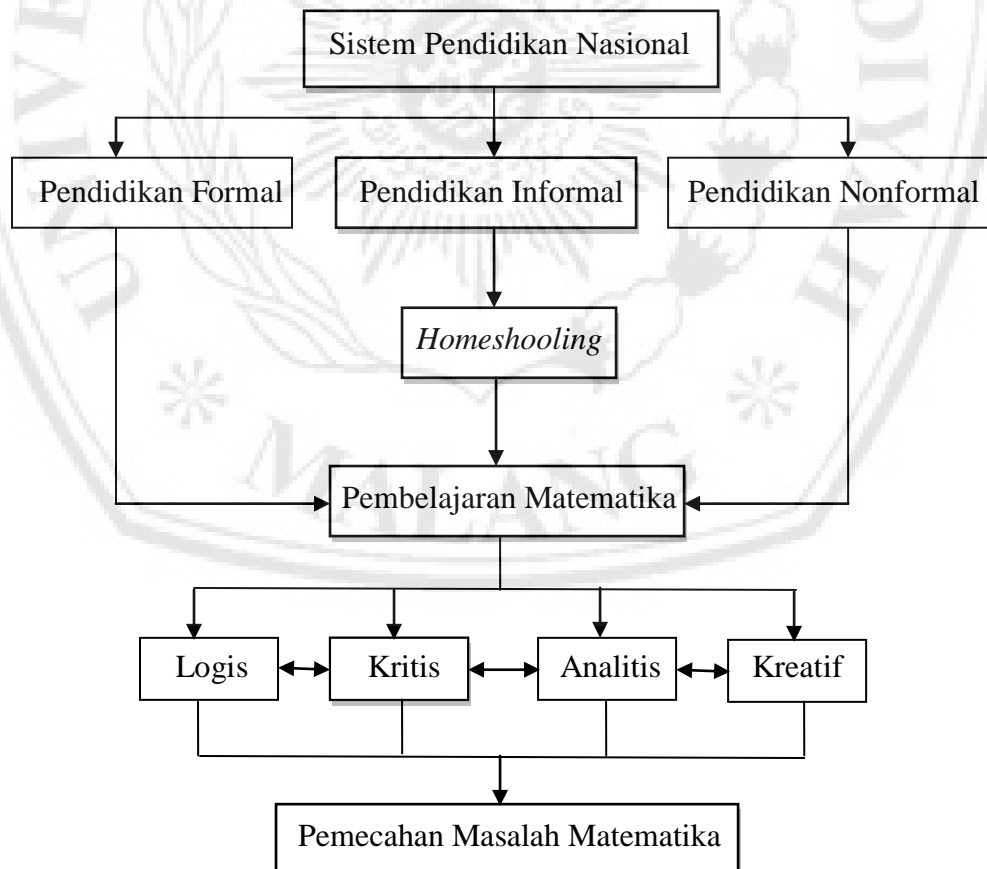 Sistem Pendidikan Nasional
Pendidikan Formal
Pendidikan Informal
Pendidikan Nonformal
Homeshooling
Pembelajaran Matematika
Logis
Kritis
Analitis
Kreatif
Pemecahan Masalah Matematika
MALANG